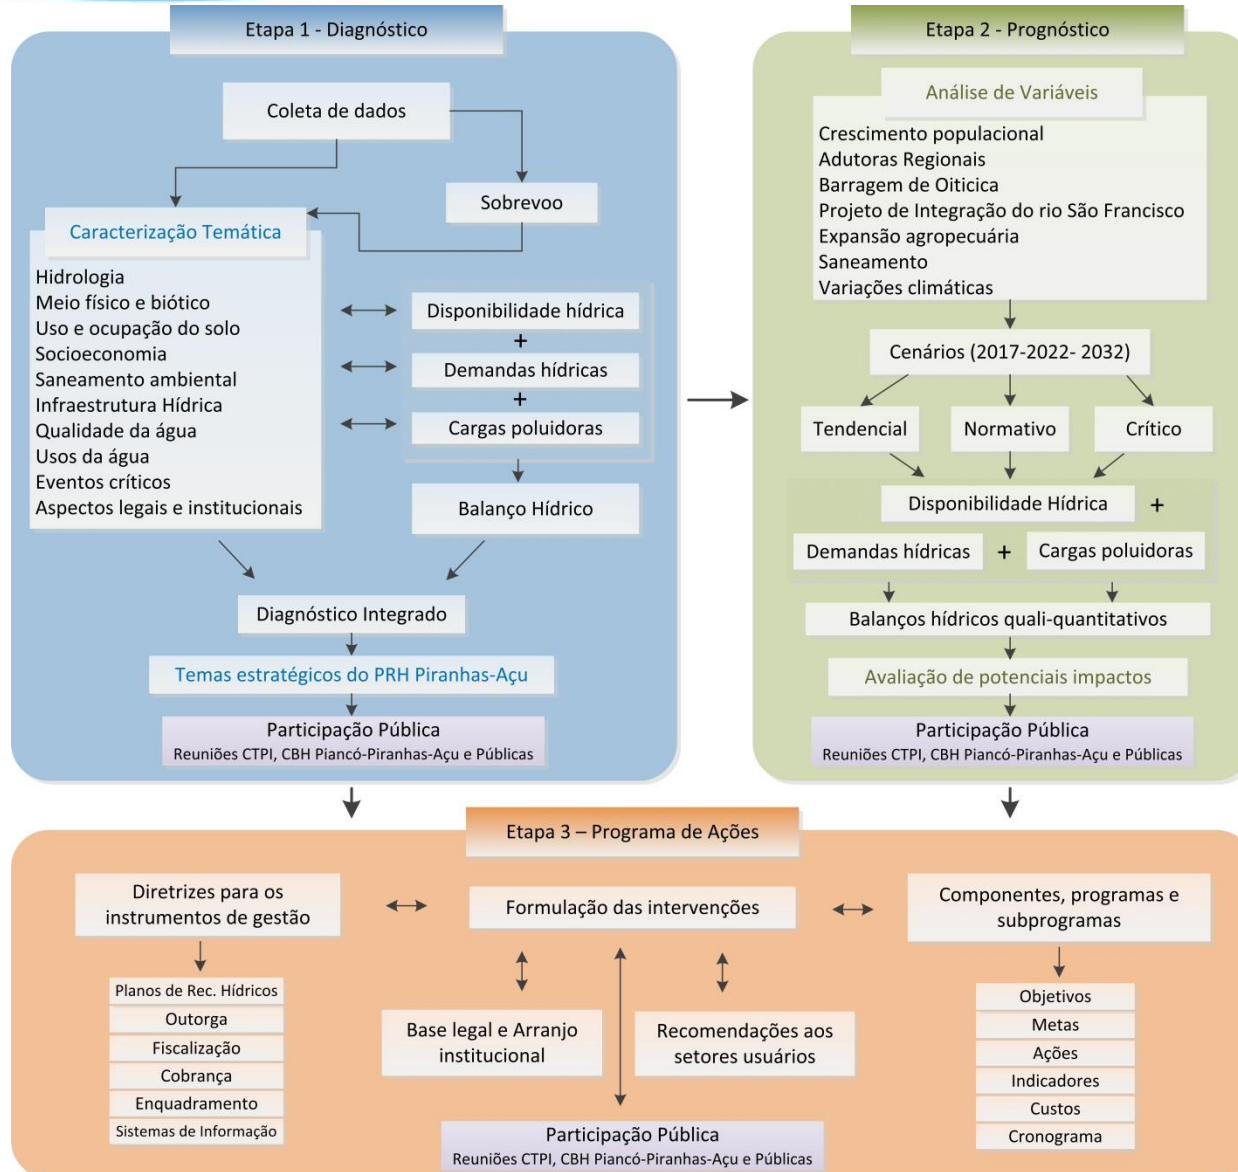 Etapa 1 - Diagnóstico
Coleta de dados
Sobrevoo
Caracterização Temática
Hidrologia
Meio físico e biótico
Uso e ocupação do solo
Socioeconomia
Saneamento ambiental
Infraestrutura Hídrica
Qualidade da água
Usos da água
Eventos críticos
Aspectos legais e institucionais
Disponibilidade hídrica
+
Demandas hídricas
+
Cargas poluidoras
Balanço Hídrico
Diagnóstico Integrado
Temas estratégicos do PRH Piranhas-Açu
Participação Pública
Reuniões CTPI, CBH Piancó-Piranhas-Açu e Públicas
Etapa 2 - Prognóstico
Análise de Variáveis
Crescimento populacional
Adutoras Regionais
Barragem de Oiticica
Projeto de Integração do rio São Francisco
Expansão agropecuária
Saneamento
Variações climáticas
Cenários (2017-2022- 2032)
Tendencial
Normativo
Crítico
Disponibilidade Hídrica +
Demandas hídricas + Cargas poluidoras
Balanços hídricos quali-quantitativos
Avaliação de potenciais impactos
Participação Pública
Reuniões CTPI, CBH Piancó-Piranhas-Açu e Públicas
Etapa 3 – Programa de Ações
Diretrizes para os
instrumentos de gestão
Planos de Rec. Hídricos
Outorga
Fiscalização
Cobrança
Enquadramento
Sistemas de Informação
Formulação das intervenções
Base legal e Arranjo
institucional
Recomendações aos
setores usuários
Participação Pública
Reuniões CTPI, CBH Piancó-Piranhas-Açu e Públicas
Componentes, programas e
subprogramas
Objetivos
Metas
Ações
Indicadores
Custos
Cronograma